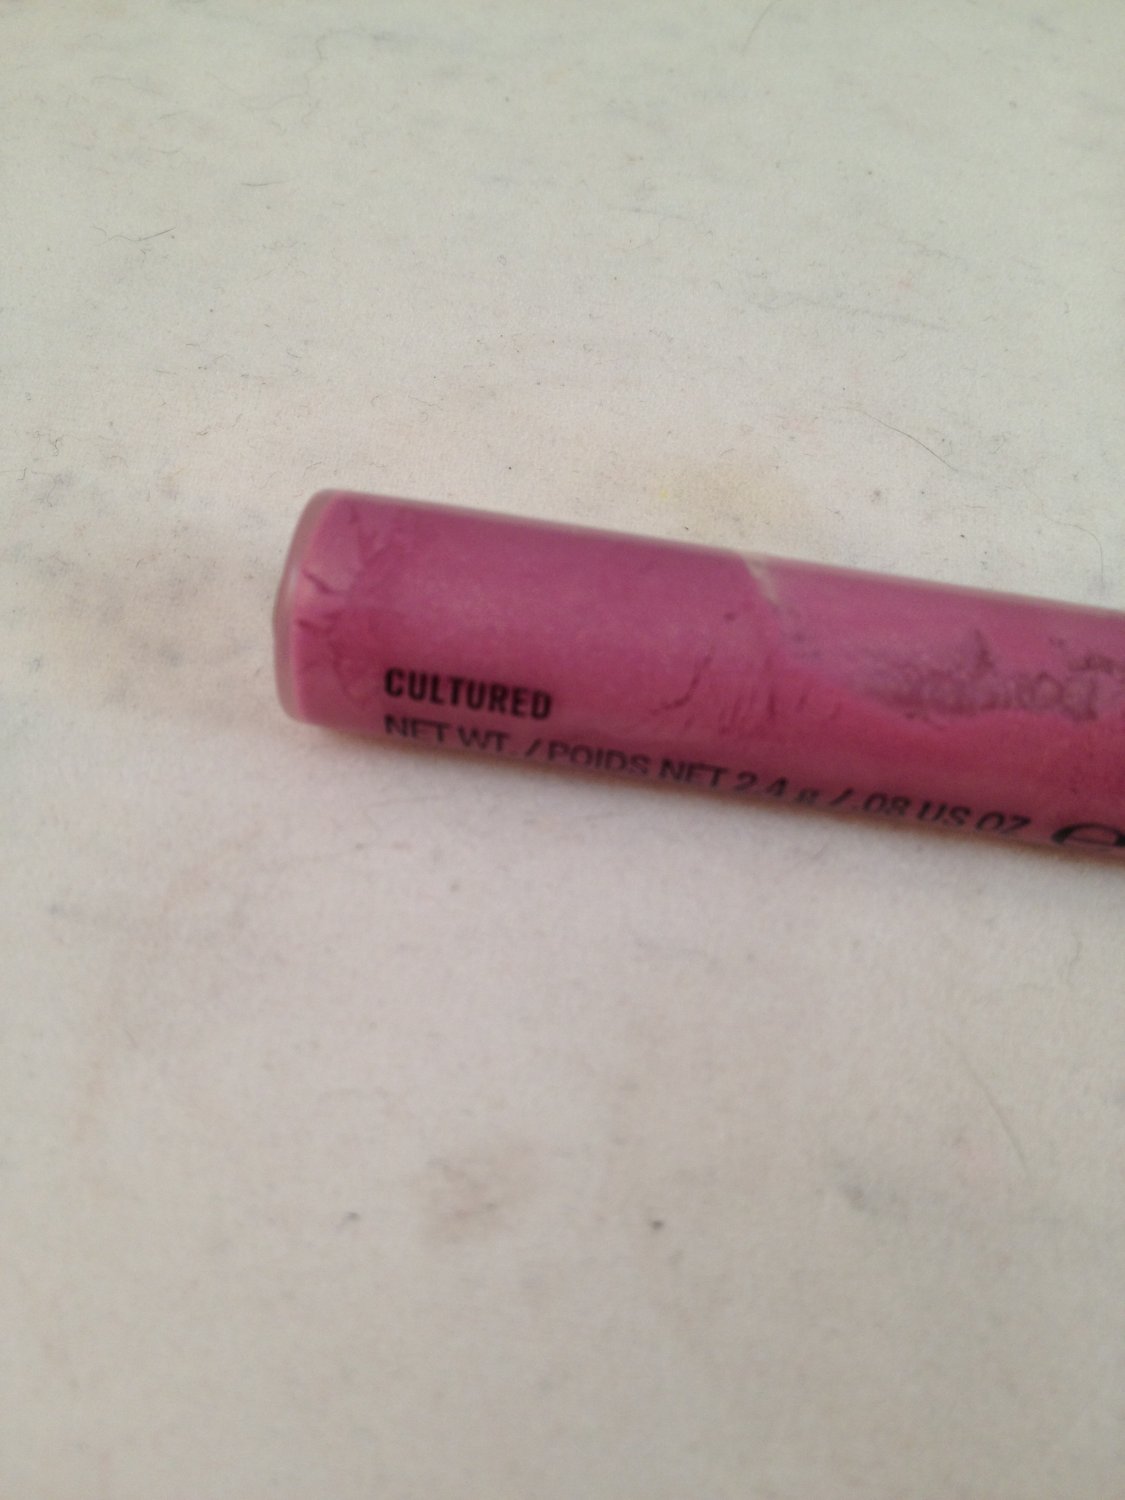 CULTURED
NET WT. / POIDS NET 2.4 g / .08 US OZ